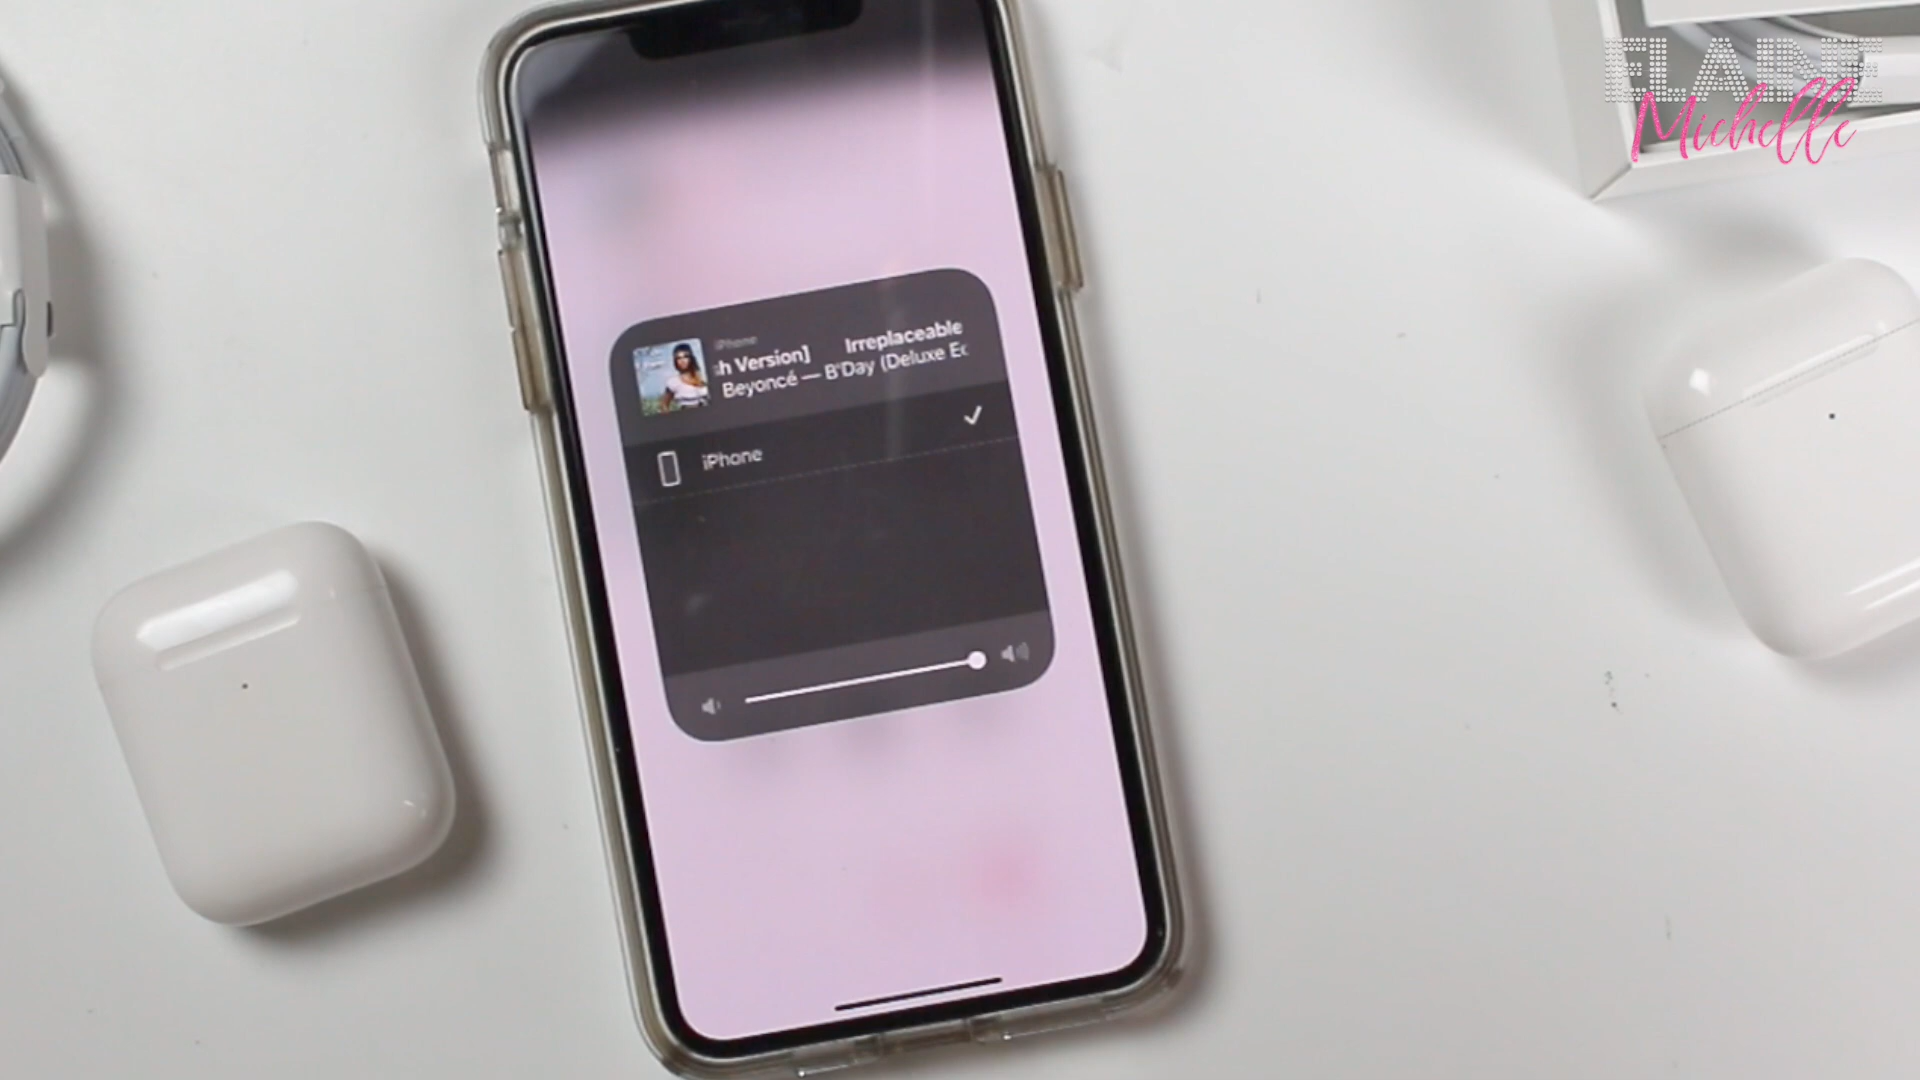 ELAINE
Michelle
iPhone
h Version] Irreplaceable
Beyoncé — B'Day (Deluxe Ec
iPhone